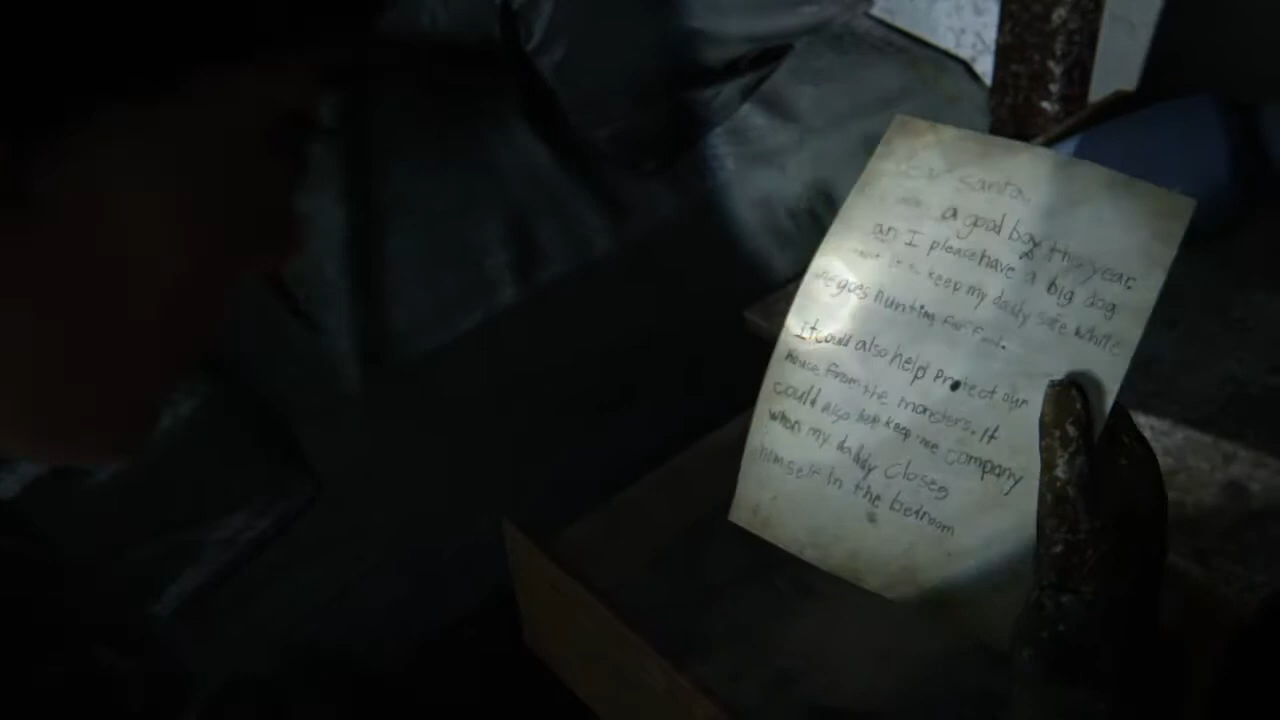 Santa,
a good boy this year,
an I please have a big dog
keep my daddy safe while
he goes hunting for food.
It could also help Protect our
house from the monsters. It
could also help keep me company
when my daddy closes
himself in the bedroom